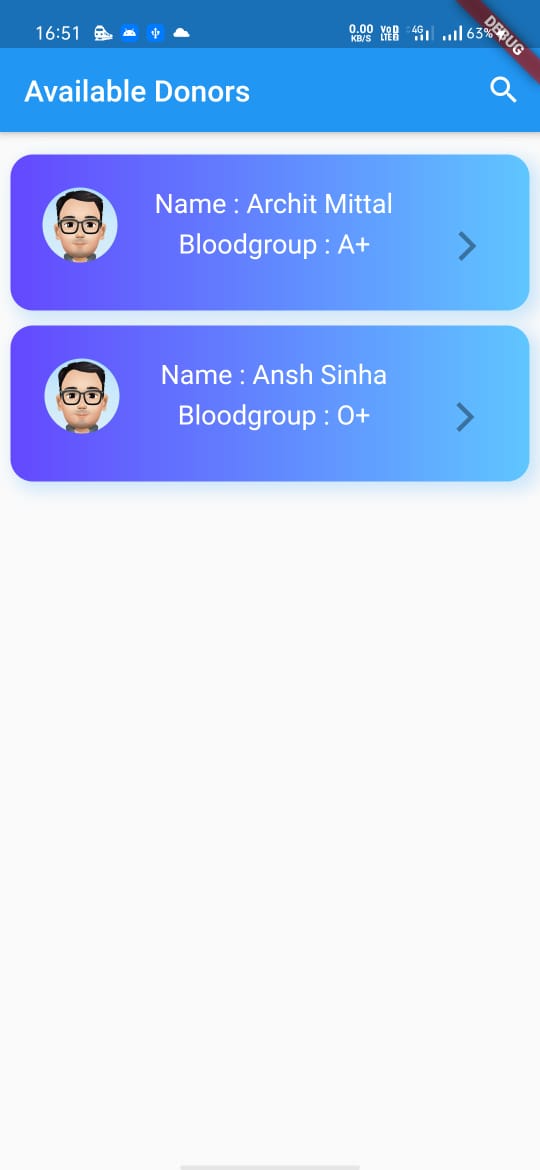 16:51 0.00 KB/S VoD LTE 4G 63%
DEBUG
Available Donors
Name : Archit Mittal
Bloodgroup : A+
Name : Ansh Sinha
Bloodgroup : O+